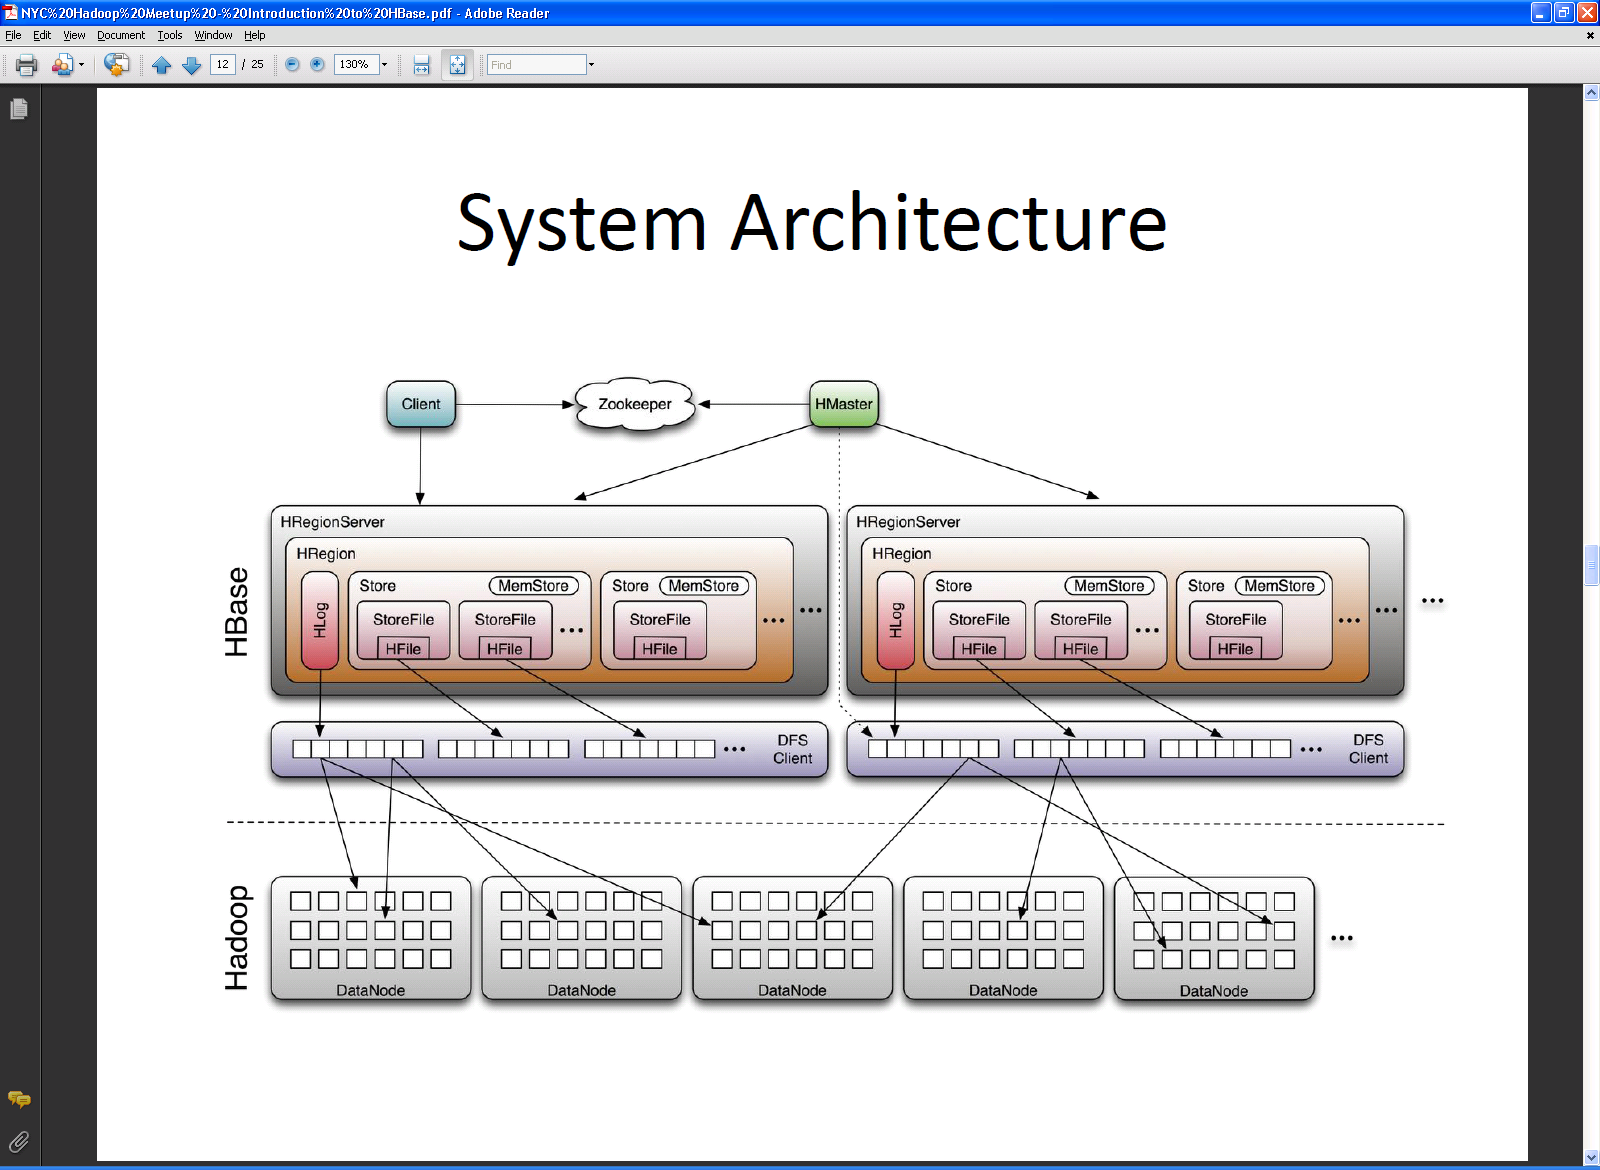 NYC%20Hadoop%20Meetup%20-%20Introduction%20to%20HBase.pdf - Adobe Reader
File Edit View Document Tools Window Help
12 / 25 130% Find
System Architecture
Client Zookeeper HMaster
HBase
HRegionServer
HRegion
HLog
Store MemStore
StoreFile StoreFile ...
HFile HFile
Store MemStore
StoreFile
HFile
... ...
HRegionServer
HRegion
HLog
Store MemStore
StoreFile StoreFile ...
HFile HFile
Store MemStore
StoreFile
HFile
... ...
...
... DFS
Client
... DFS
Client
Hadoop
DataNode DataNode DataNode DataNode DataNode ...